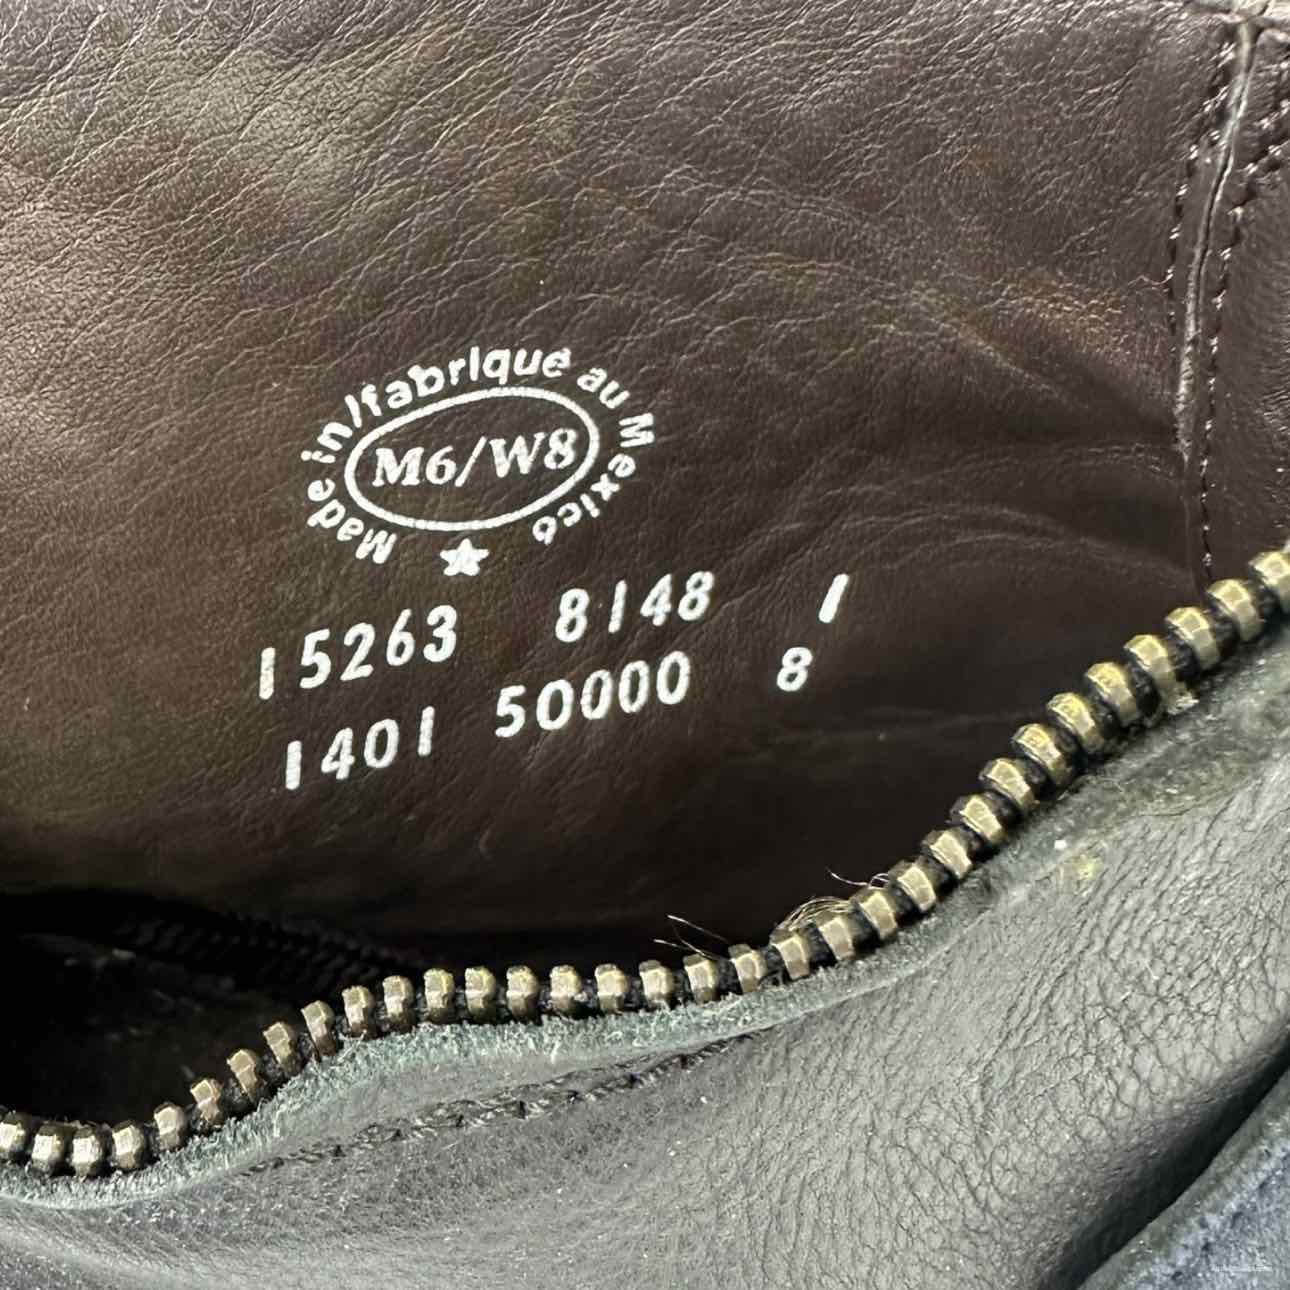 Made in/fabrique au Mexico
M6/W8
15263 8148 1
1401 50000 8